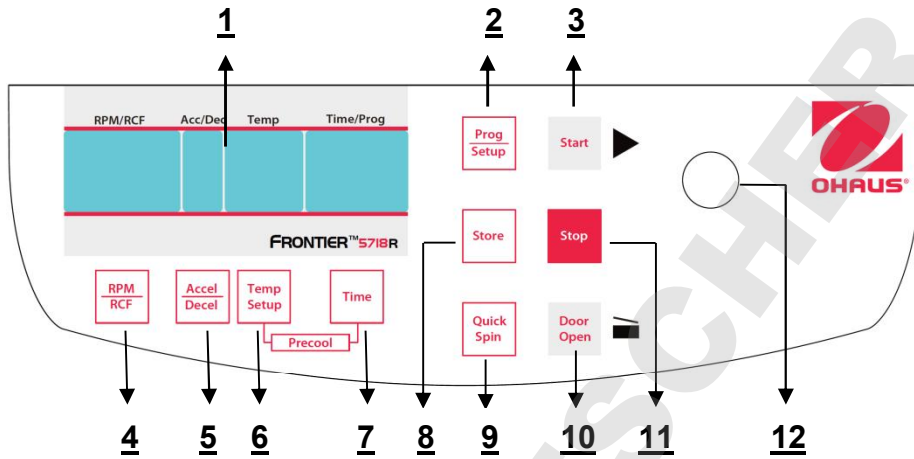 1 2 3
RPM/RCF Acc/Dec Temp Time/Prog
Prog
Setup
Start
OHAUS®
FRONTIER™5718R
Store
Stop
RPM
RCF
Accel
Decel
Temp
Setup
Time
Precool
Quick
Spin
Door
Open
4 5 6 7 8 9 10 11 12
SCHER